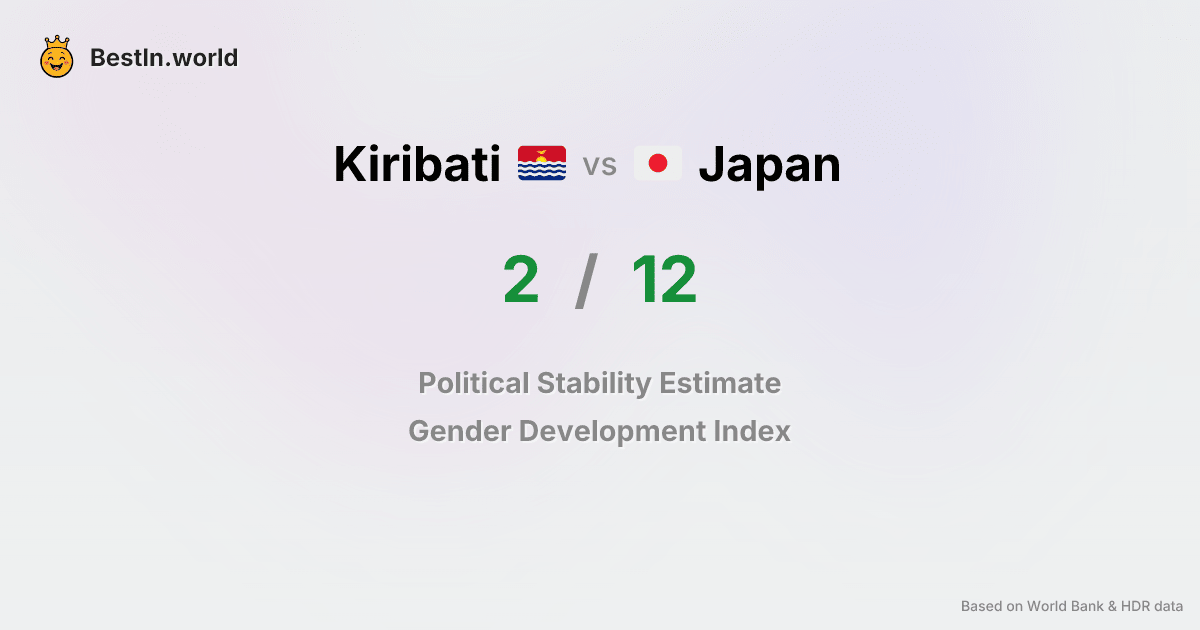 BestIn.world
Kiribati vs Japan
2 / 12
Political Stability Estimate
Gender Development Index
Based on World Bank & HDR data